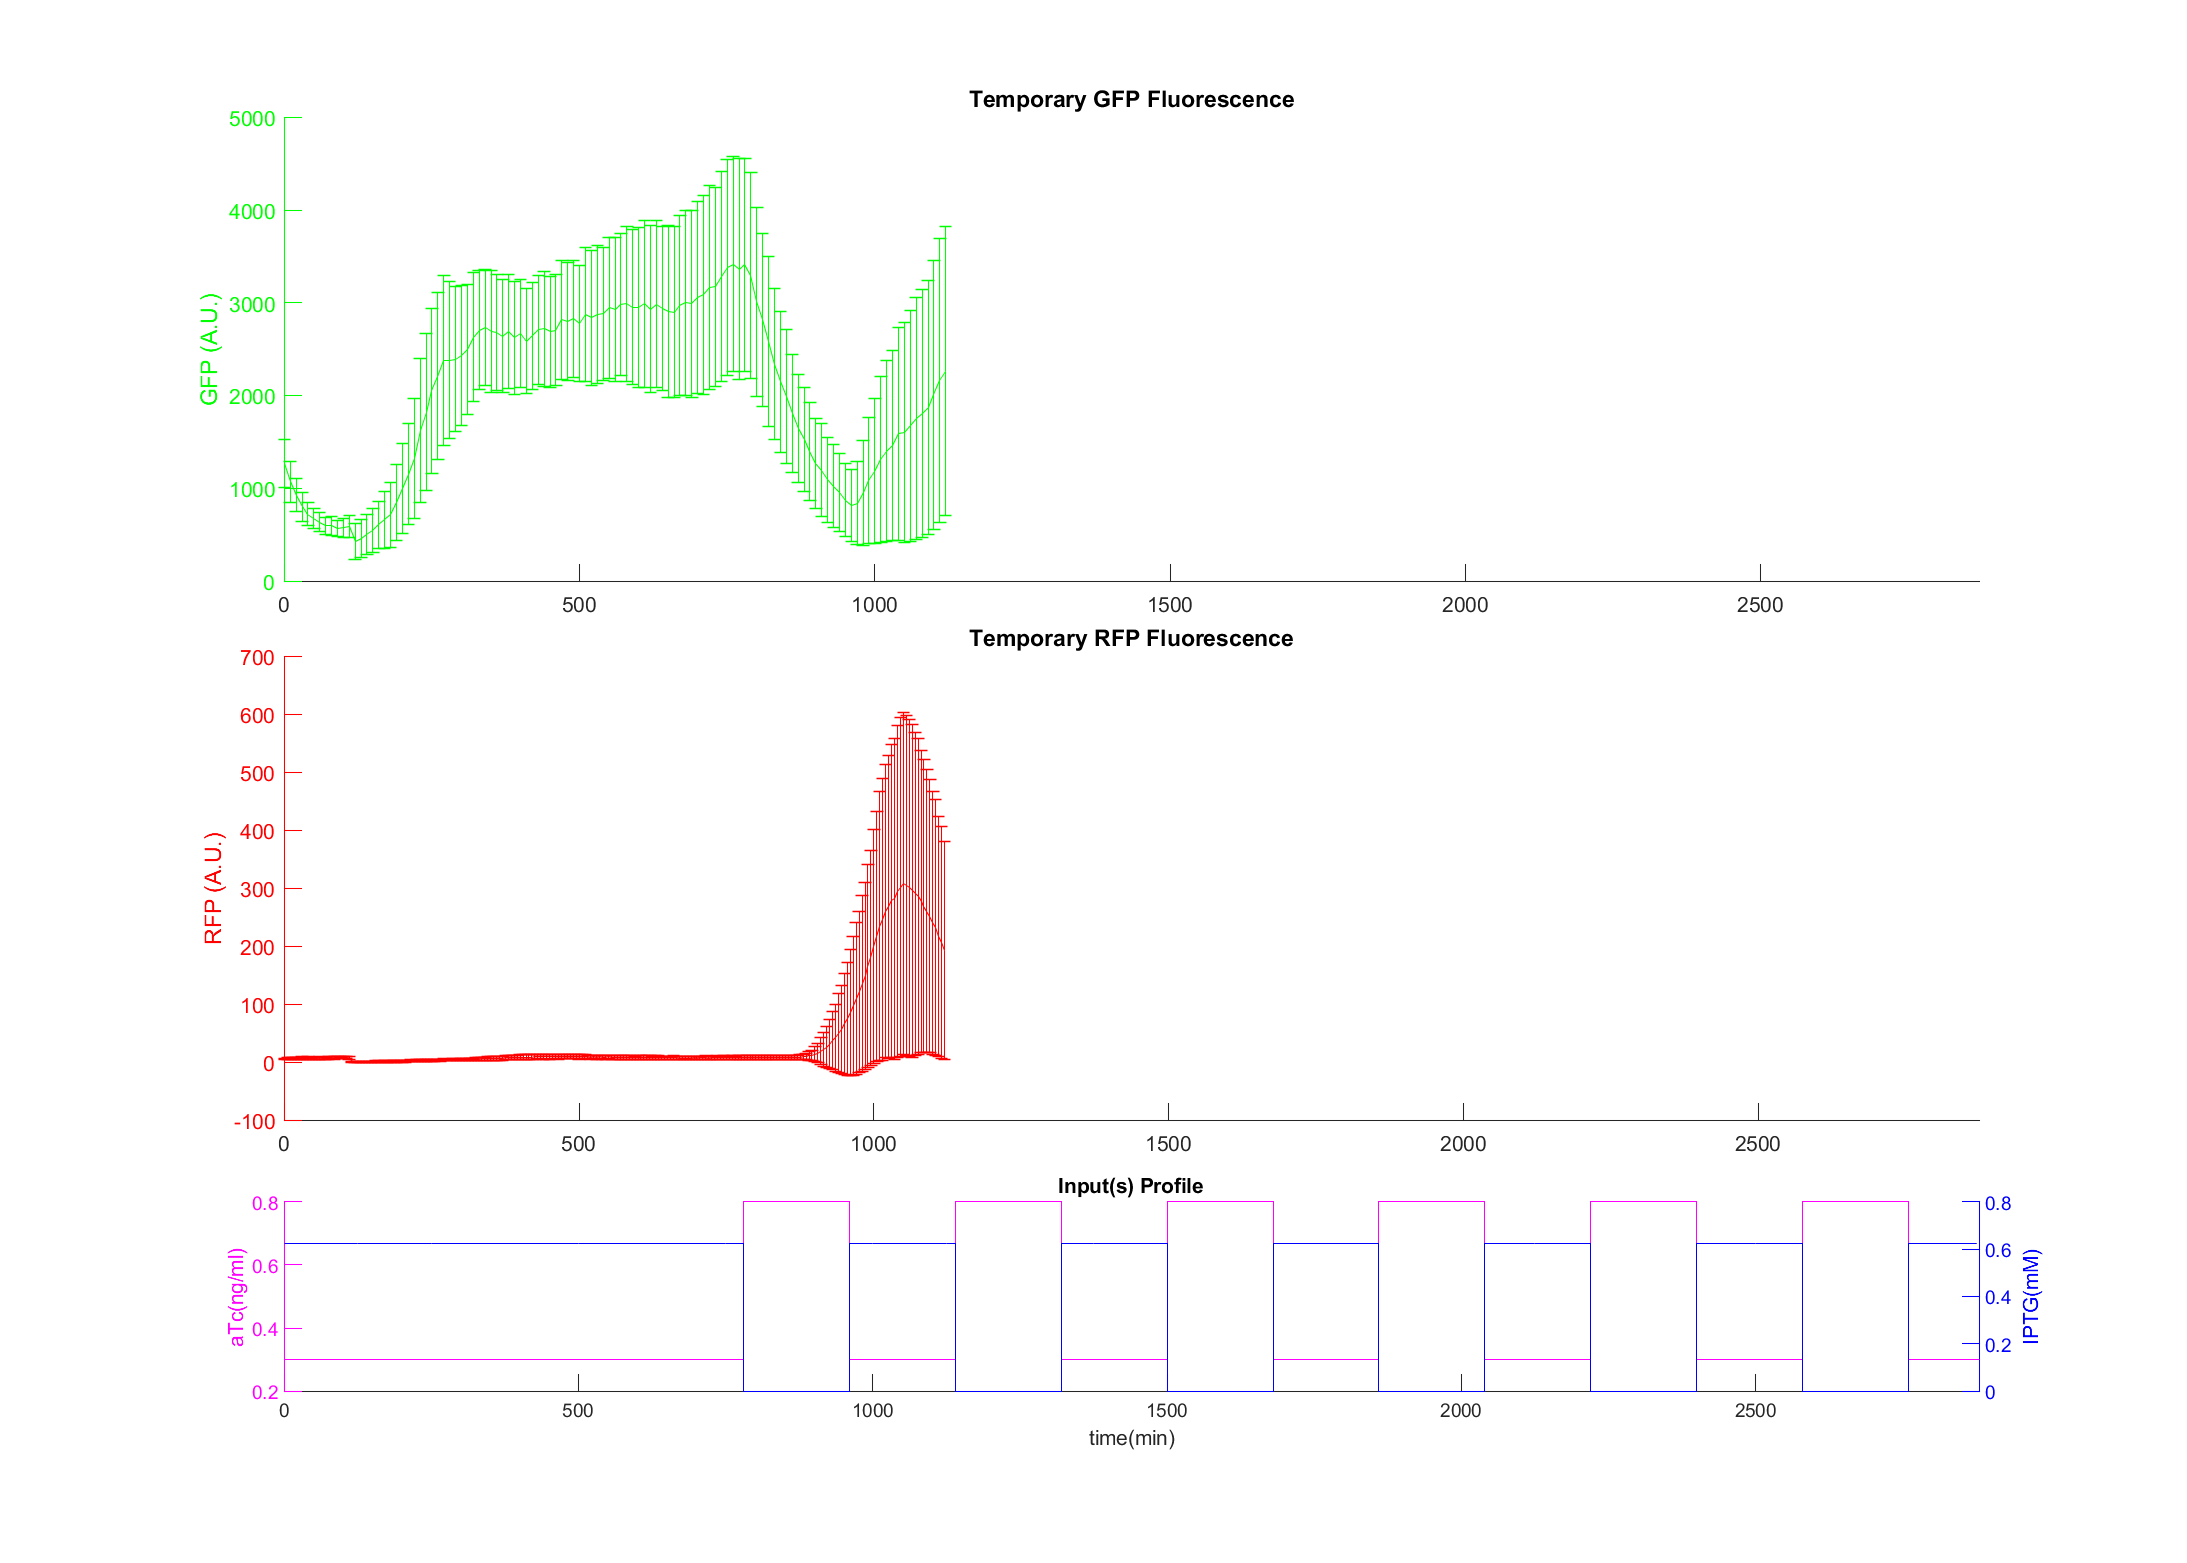 Temporary GFP Fluorescence
GFP (A.U.)
5000
4000
3000
2000
1000
0
0 500 1000 1500 2000 2500
Temporary RFP Fluorescence
RFP (A.U.)
700
600
500
400
300
200
100
0
-100
0 500 1000 1500 2000 2500
Input(s) Profile
aTc(ng/ml)
0.8
0.6
0.4
0.2
0.8
0.6
0.4
0.2
0
IPTG(mM)
0 500 1000 1500 2000 2500
time(min)